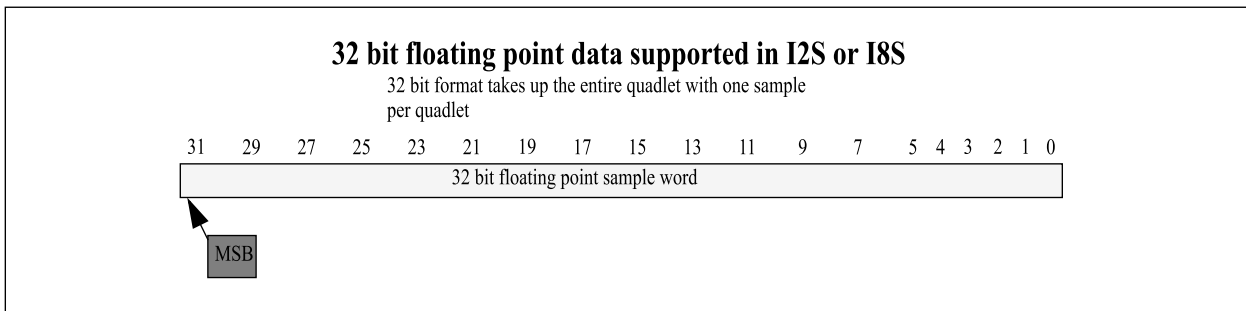 32 bit floating point data supported in I2S or I8S
32 bit format takes up the entire quadlet with one sample
per quadlet
31 29 27 25 23 21 19 17 15 13 11 9 7 5 4 3 2 1 0
32 bit floating point sample word
MSB